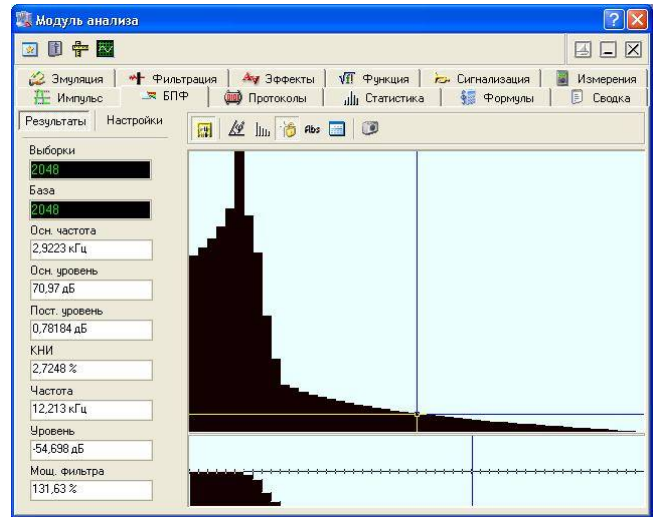 Модуль анализа
Эмуляция Фильтрация Эффекты Функция Сигнализация Измерения
Импульс БПФ Протоколы Статистика Формулы Сводка
Результаты Настройки
Abs
Выборки
2048
База
2048
Осн. частота
2,9223 кГц
Осн. уровень
70,97 дБ
Пост. уровень
0,78184 дБ
КНИ
2,7248 %
Частота
12,213 кГц
Уровень
-54,698 дБ
Мощ. фильтра
131,63 %